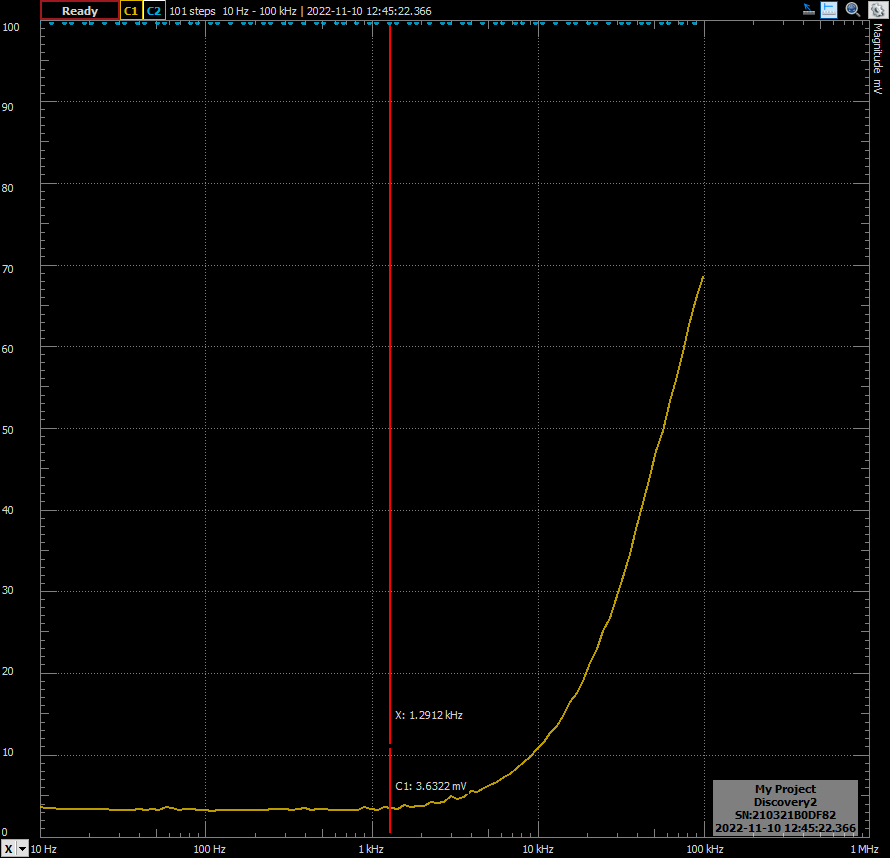 Ready C1 C2 101 steps 10 Hz - 100 kHz | 2022-11-10 12:45:22.366
Magnitude mV
100
90
80
70
60
50
40
30
20
10
0
X: 1.2912 kHz
C1: 3.6322 mV
My Project
Discovery2
SN:210321B0DF82
2022-11-10 12:45:22.366
X 10 Hz 100 Hz 1 kHz 10 kHz 100 kHz 1 MHz